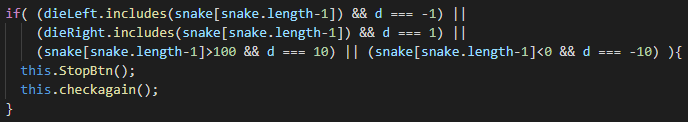 if( (dieLeft.includes(snake[snake.length-1]) && d === -1) ||
(dieRight.includes(snake[snake.length-1]) && d === 1) ||
(snake[snake.length-1]>100 && d === 10) || (snake[snake.length-1]<0 && d === -10) ){
this.StopBtn();
this.checkagain();
}